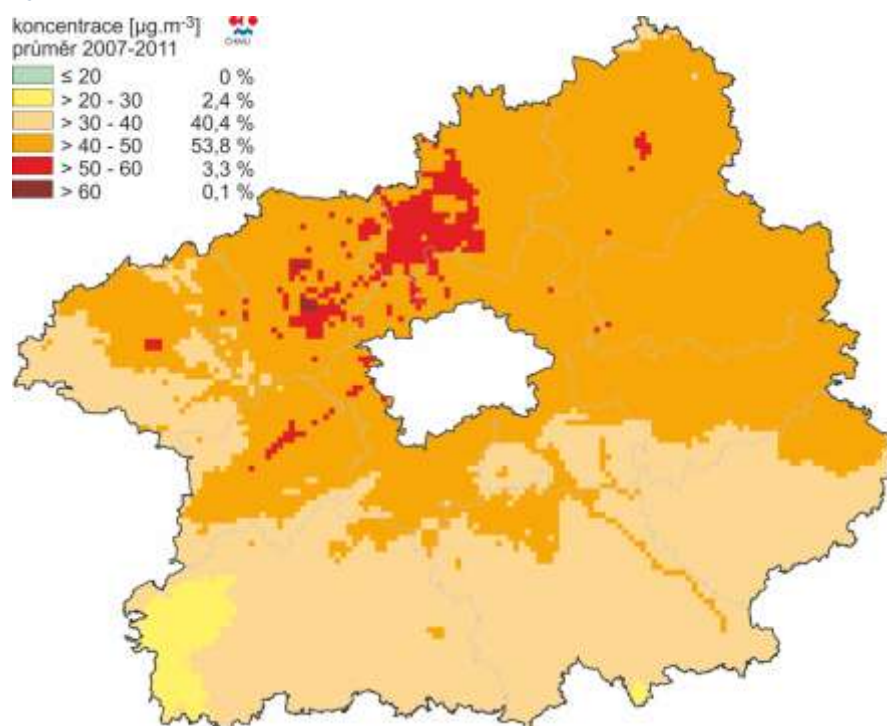 koncentrace [µg.m⁻³]
průměr 2007-2011
≤ 20 0 %
> 20 - 30 2,4 %
> 30 - 40 40,4 %
> 40 - 50 53,8 %
> 50 - 60 3,3 %
> 60 0,1 %